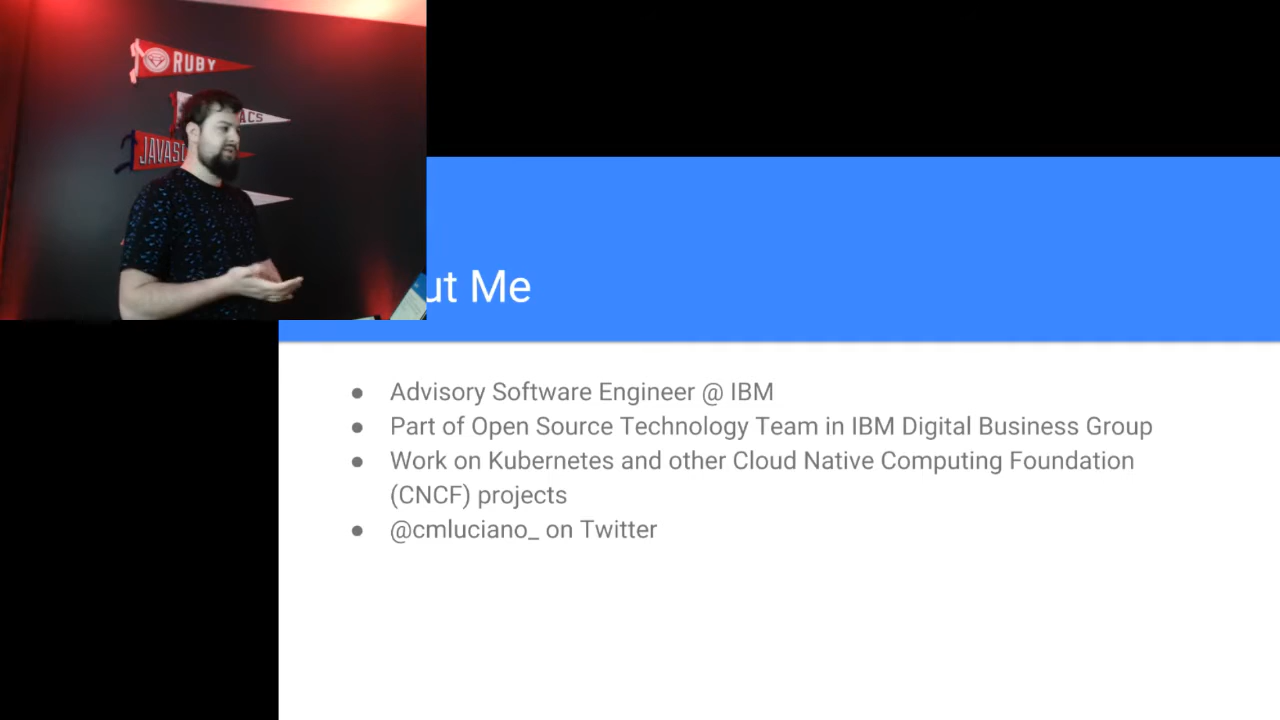 RUBY
ACS
JAVAS
ut Me
● Advisory Software Engineer @ IBM
● Part of Open Source Technology Team in IBM Digital Business Group
● Work on Kubernetes and other Cloud Native Computing Foundation
(CNCF) projects
● @cmluciano_ on Twitter